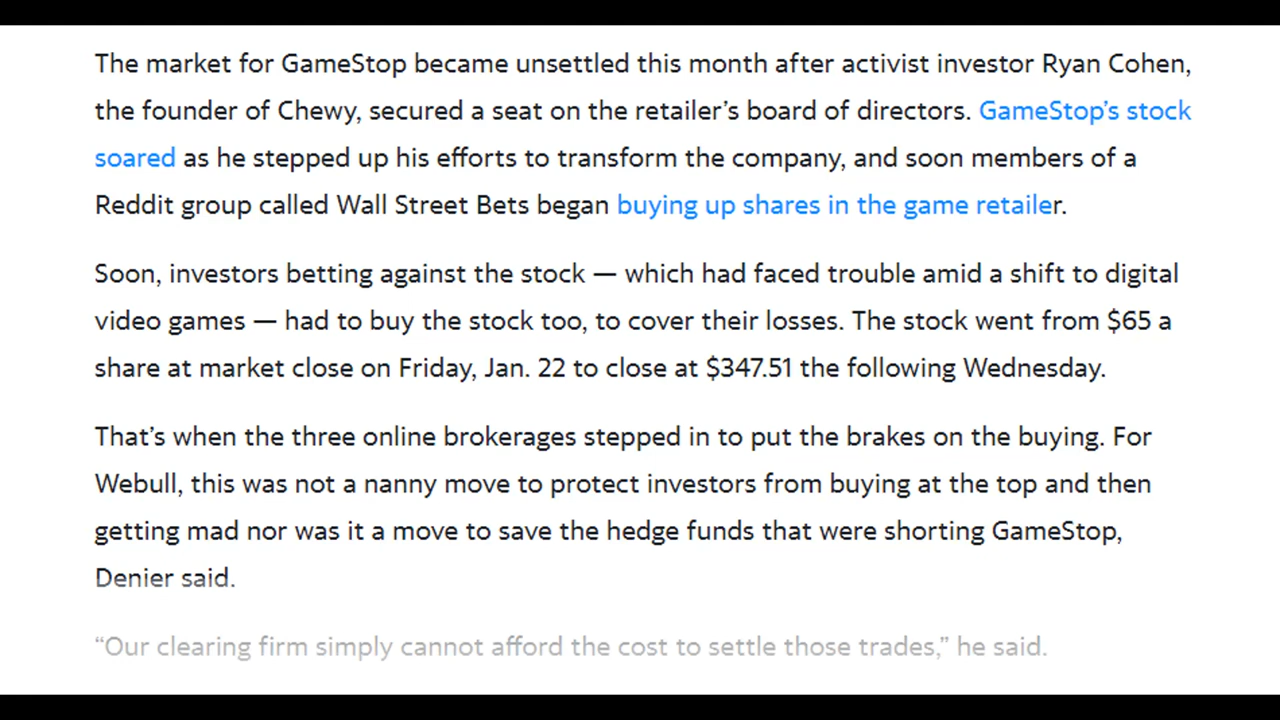 The market for GameStop became unsettled this month after activist investor Ryan Cohen,
the founder of Chewy, secured a seat on the retailer’s board of directors. GameStop’s stock
soared as he stepped up his efforts to transform the company, and soon members of a
Reddit group called Wall Street Bets began buying up shares in the game retailer.
Soon, investors betting against the stock — which had faced trouble amid a shift to digital
video games — had to buy the stock too, to cover their losses. The stock went from $65 a
share at market close on Friday, Jan. 22 to close at $347.51 the following Wednesday.
That’s when the three online brokerages stepped in to put the brakes on the buying. For
Webull, this was not a nanny move to protect investors from buying at the top and then
getting mad nor was it a move to save the hedge funds that were shorting GameStop,
Denier said.
“Our clearing firm simply cannot afford the cost to settle those trades,” he said.